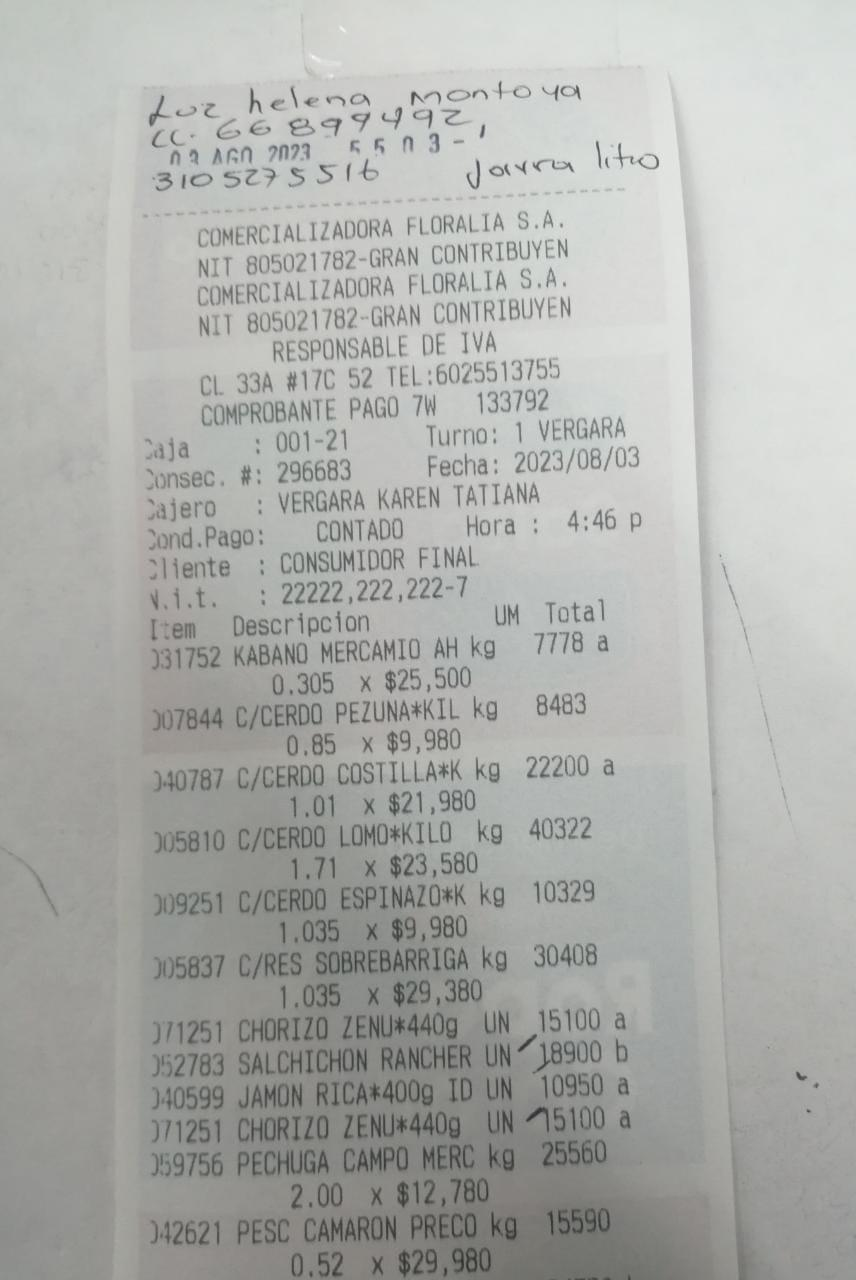 Luz helena Montoya
CC. 66899492,
03 AGO 2023 5503-1
3105275516 Jarra litro
COMERCIALIZADORA FLORALIA S.A.
NIT 805021782-GRAN CONTRIBUYEN
COMERCIALIZADORA FLORALIA S.A.
NIT 805021782-GRAN CONTRIBUYEN
RESPONSABLE DE IVA
CL 33A #17C 52 TEL:6025513755
COMPROBANTE PAGO 7W 133792
Caja : 001-21 Turno: 1 VERGARA
Consec. #: 296683 Fecha: 2023/08/03
Cajero : VERGARA KAREN TATIANA
Cond.Pago: CONTADO Hora : 4:46 p
Cliente : CONSUMIDOR FINAL
N.i.t. : 22222,222,222-7
Item Descripcion UM Total
031752 KABANO MERCAMIO AH kg 7778 a
0.305 x $25,500
007844 C/CERDO PEZUNA*KIL kg 8483
0.85 x $9,980
040787 C/CERDO COSTILLA*K kg 22200 a
1.01 x $21,980
005810 C/CERDO LOMO*KILO kg 40322
1.71 x $23,580
009251 C/CERDO ESPINAZO*K kg 10329
1.035 x $9,980
005837 C/RES SOBREBARRIGA kg 30408
1.035 x $29,380
071251 CHORIZO ZENU*440g UN 15100 a
052783 SALCHICHON RANCHER UN 18900 b
040599 JAMON RICA*400g ID UN 10950 a
071251 CHORIZO ZENU*440g UN 15100 a
059756 PECHUGA CAMPO MERC kg 25560
2.00 x $12,780
042621 PESC CAMARON PRECO kg 15590
0.52 x $29,980